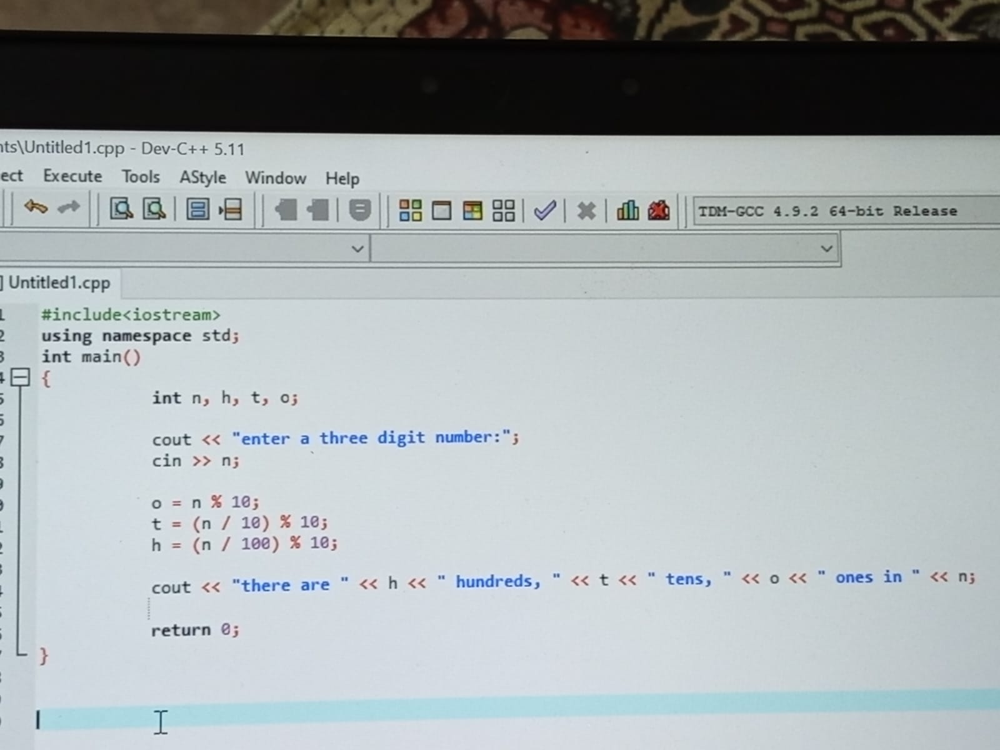 nts\Untitled1.cpp - Dev-C++ 5.11
ect Execute Tools AStyle Window Help
TDM-GCC 4.9.2 64-bit Release
] Untitled1.cpp
#include<iostream>
using namespace std;
int main()
{
int n, h, t, o;
cout << "enter a three digit number:";
cin >> n;
o = n % 10;
t = (n / 10) % 10;
h = (n / 100) % 10;
cout << "there are " << h << " hundreds, " << t << " tens, " << o << " ones in " << n;
return 0;
}